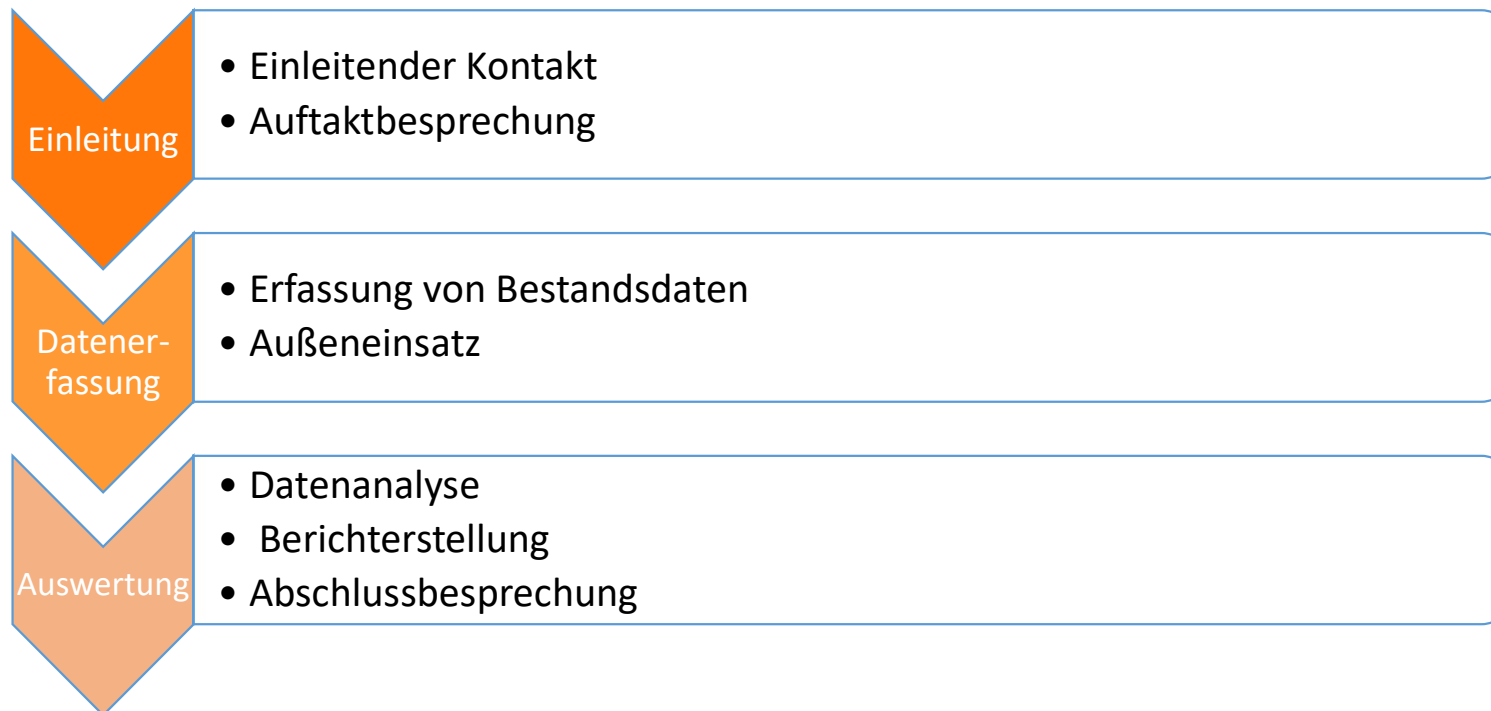 Einleitung
• Einleitender Kontakt
• Auftaktbesprechung
Datener-
fassung
• Erfassung von Bestandsdaten
• Außeneinsatz
Auswertung
• Datenanalyse
• Berichterstellung
• Abschlussbesprechung